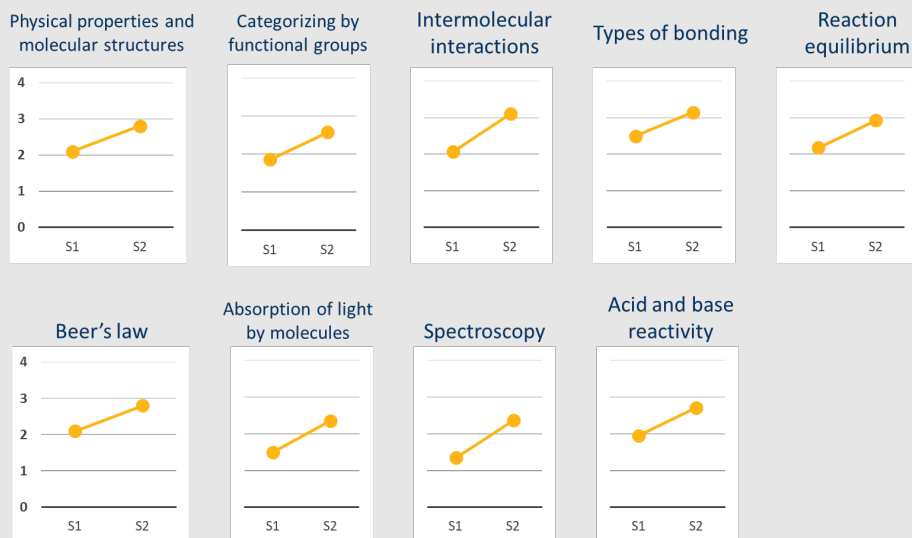 Physical properties and
molecular structures
Categorizing by
functional groups
Intermolecular
interactions
Types of bonding
Reaction
equilibrium
4
3
2
1
0
S1 S2
S1 S2
S1 S2
S1 S2
S1 S2
Beer's law
Absorption of light
by molecules
Spectroscopy
Acid and base
reactivity
4
3
2
1
0
S1 S2
S1 S2
S1 S2
S1 S2